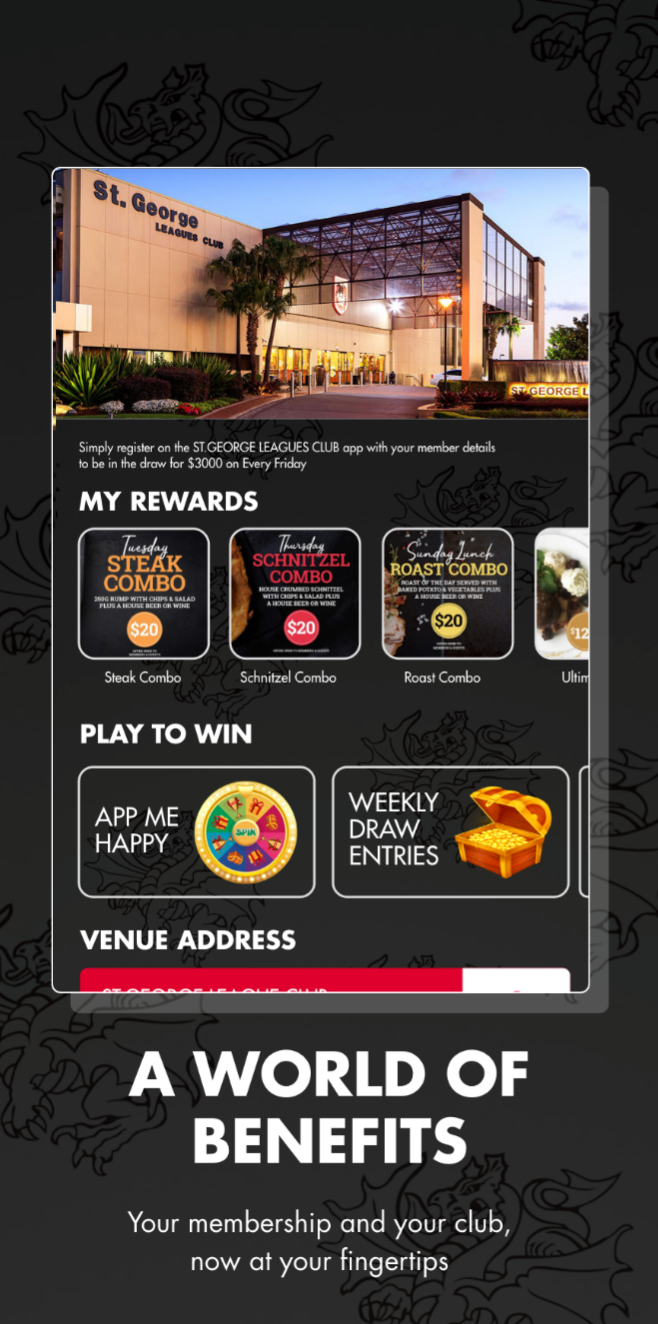 St. George
LEAGUES CLUB
ST GEORGE L
Simply register on the ST.GEORGE LEAGUES CLUB app with your member details
to be in the draw for $3000 on Every Friday
MY REWARDS
Tuesday
STEAK
COMBO
250G RUMP WITH CHIPS & SALAD
PLUS A HOUSE BEER OR WINE
$20
Steak Combo
Thursday
SCHNITZEL
COMBO
HOUSE CRUMBED SCHNITZEL
WITH CHIPS & SALAD PLUS
A HOUSE BEER OR WINE
$20
Schnitzel Combo
Sunday Lunch
ROAST COMBO
ROAST OF THE DAY SERVED WITH
BAKED POTATO & VEGETABLES PLUS
A HOUSE BEER OR WINE
$20
Roast Combo
$12
Ultim
PLAY TO WIN
APP ME
HAPPY
SPIN
WEEKLY
DRAW
ENTRIES
VENUE ADDRESS
ST GEORGE LEAGUE CLUB
A WORLD OF
BENEFITS
Your membership and your club,
now at your fingertips